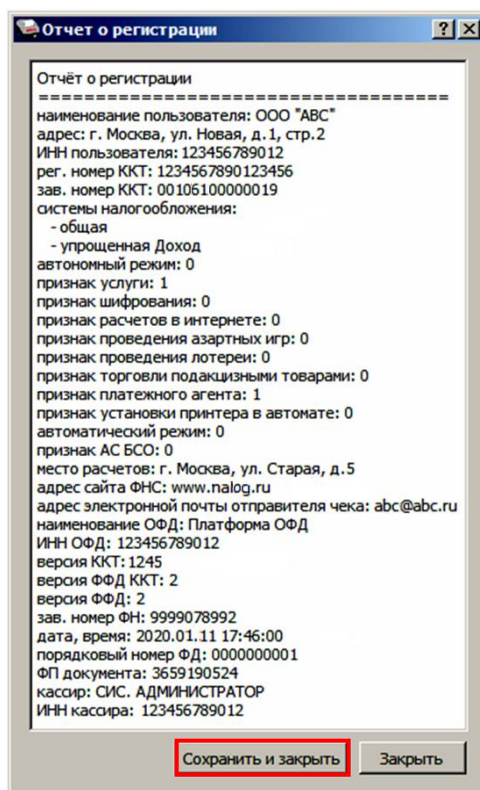 Отчет о регистрации
Отчёт о регистрации
=====================================
наименование пользователя: ООО "АВС"
адрес: г. Москва, ул. Новая, д.1, стр.2
ИНН пользователя: 123456789012
рег. номер ККТ: 1234567890123456
зав. номер ККТ: 00106100000019
системы налогообложения:
- общая
- упрощенная Доход
автономный режим: 0
признак услуги: 1
признак шифрования: 0
признак расчетов в интернете: 0
признак проведения азартных игр: 0
признак проведения лотереи: 0
признак торговли подакцизными товарами: 0
признак платежного агента: 1
признак установки принтера в автомате: 0
автоматический режим: 0
признак АС БСО: 0
место расчетов: г. Москва, ул. Старая, д.5
адрес сайта ФНС: www.nalog.ru
адрес электронной почты отправителя чека: abc@abc.ru
наименование ОФД: Платформа ОФД
ИНН ОФД: 123456789012
версия ККТ: 1245
версия ФФД ККТ: 2
версия ФФД: 2
зав. номер ФН: 9999078992
дата, время: 2020.01.11 17:46:00
порядковый номер ФД: 0000000001
ФП документа: 3659190524
кассир: СИС. АДМИНИСТРАТОР
ИНН кассира: 123456789012
Сохранить и закрыть Закрыть